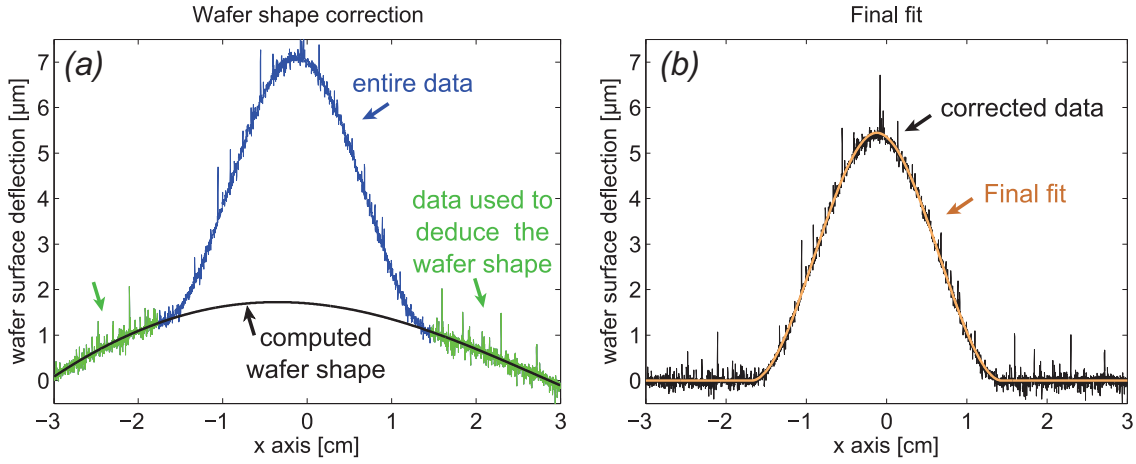 Wafer shape correction
(a)
wafer surface deflection [µm]
7
6
5
4
3
2
1
0
entire data
data used to
deduce the
wafer shape
computed
wafer shape
−3 −2 −1 0 1 2 3
x axis [cm]
Final fit
(b)
wafer surface deflection [µm]
7
6
5
4
3
2
1
0
corrected data
Final fit
−3 −2 −1 0 1 2 3
x axis [cm]